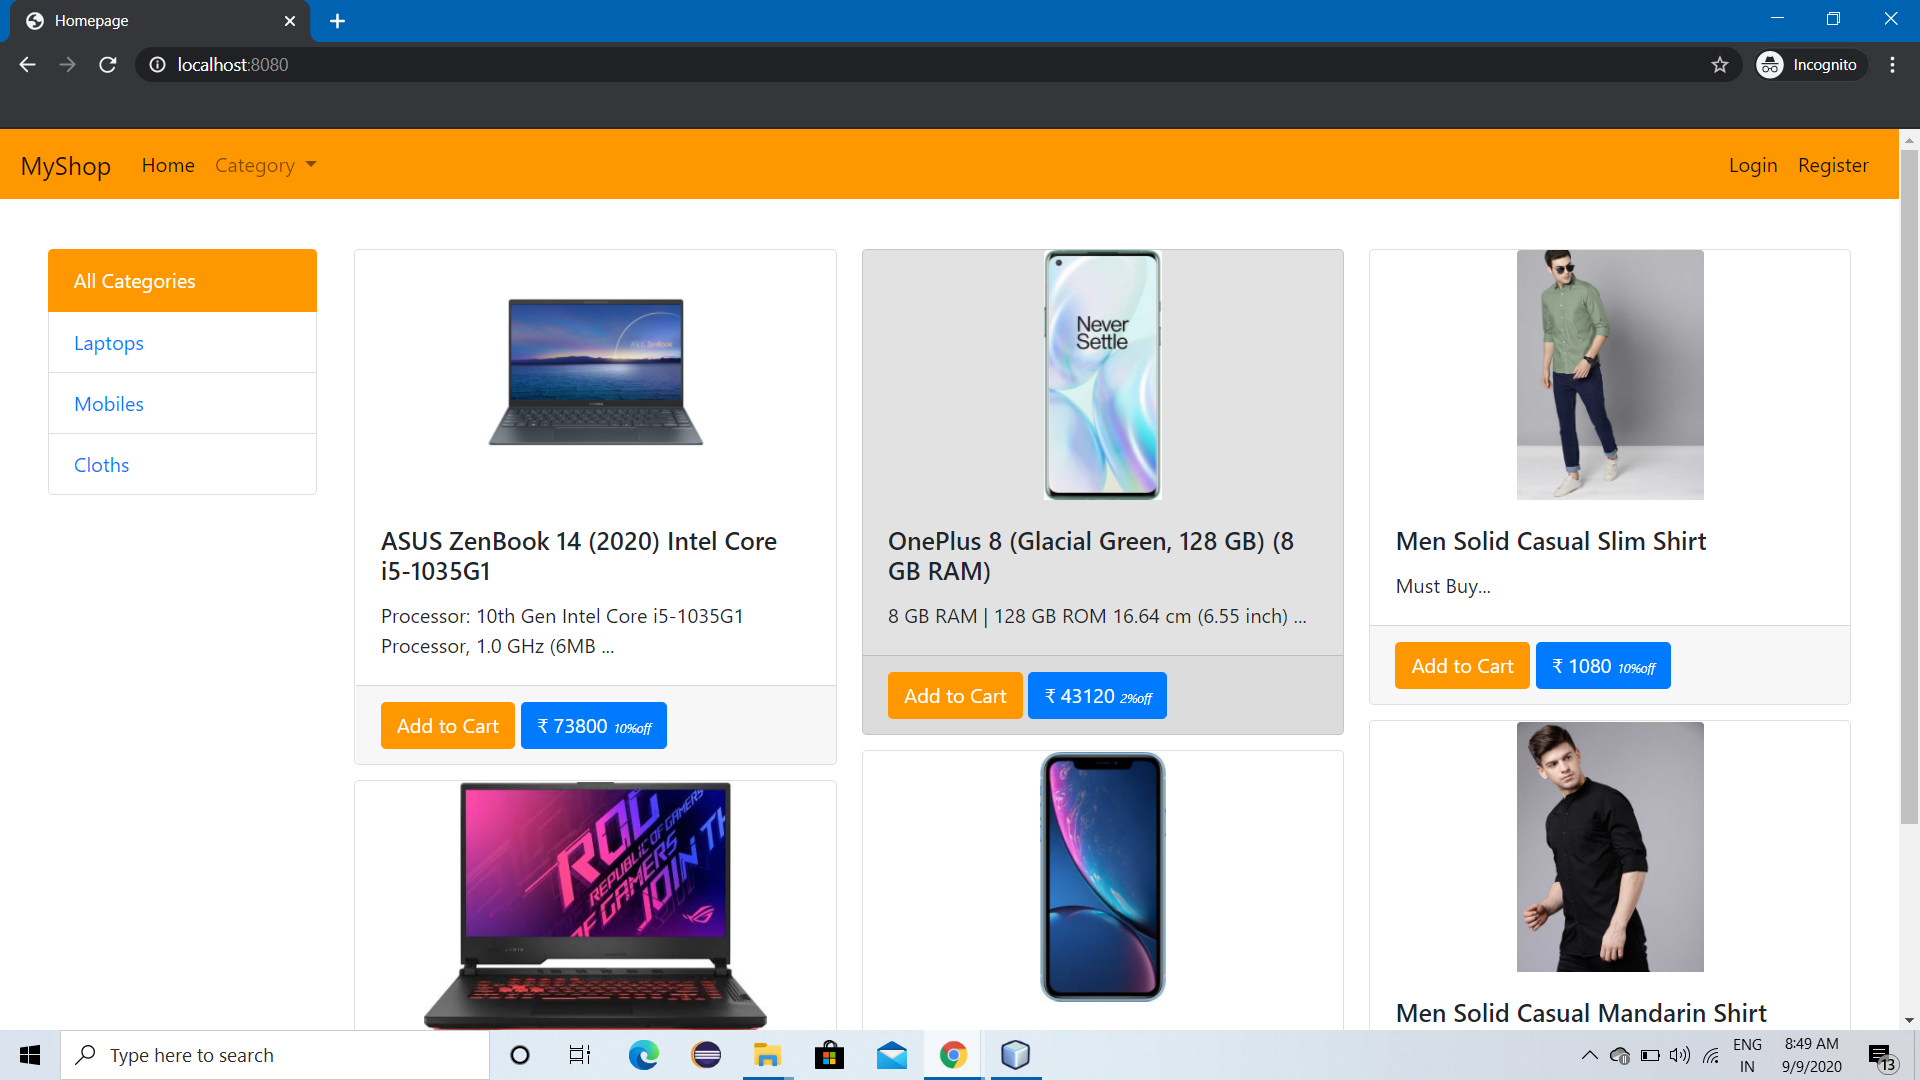 Homepage
localhost:8080
Incognito
MyShop Home Category Login Register
All Categories
Laptops
Mobiles
Cloths
ASUS ZenBook
ASUS ZenBook 14 (2020) Intel Core
i5-1035G1
Processor: 10th Gen Intel Core i5-1035G1
Processor, 1.0 GHz (6MB ...
Add to Cart ₹ 73800 10%off
ROG
REPUBLIC OF GAMERS
OF GAMERS
JOIN TH
Never
Settle
OnePlus 8 (Glacial Green, 128 GB) (8
GB RAM)
8 GB RAM | 128 GB ROM 16.64 cm (6.55 inch) ...
Add to Cart ₹ 43120 2%off
Men Solid Casual Slim Shirt
Must Buy...
Add to Cart ₹ 1080 10%off
Men Solid Casual Mandarin Shirt
Type here to search
ENG
IN
8:49 AM
9/9/2020
13